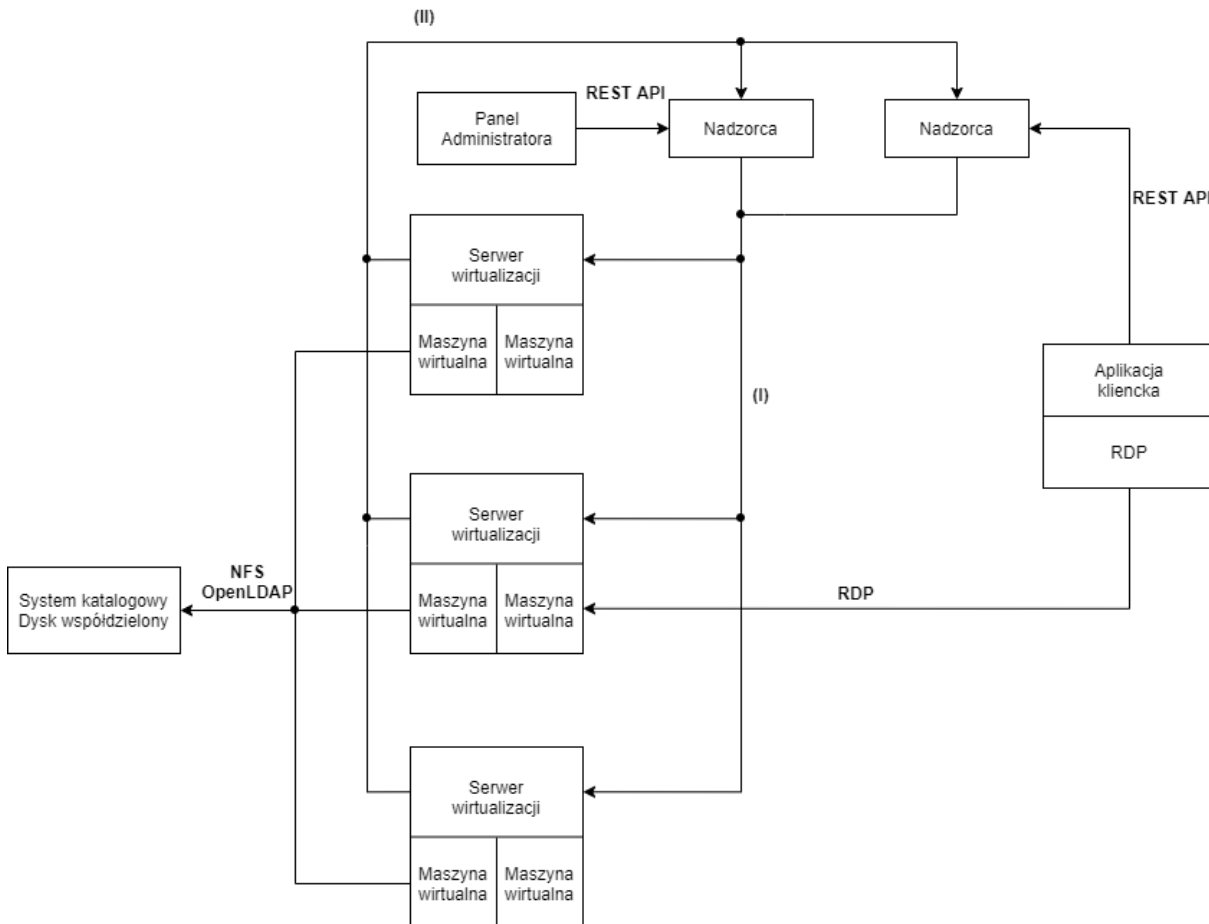 (II)
REST API
Panel
Administratora
Nadzorca
Nadzorca
REST API
Serwer
wirtualizacji
Maszyna
wirtualna
Maszyna
wirtualna
(I)
Aplikacja
kliencka
RDP
Serwer
wirtualizacji
NFS
OpenLDAP
System katalogowy
Dysk współdzielony
Maszyna
wirtualna
Maszyna
wirtualna
RDP
Serwer
wirtualizacji
Maszyna
wirtualna
Maszyna
wirtualna